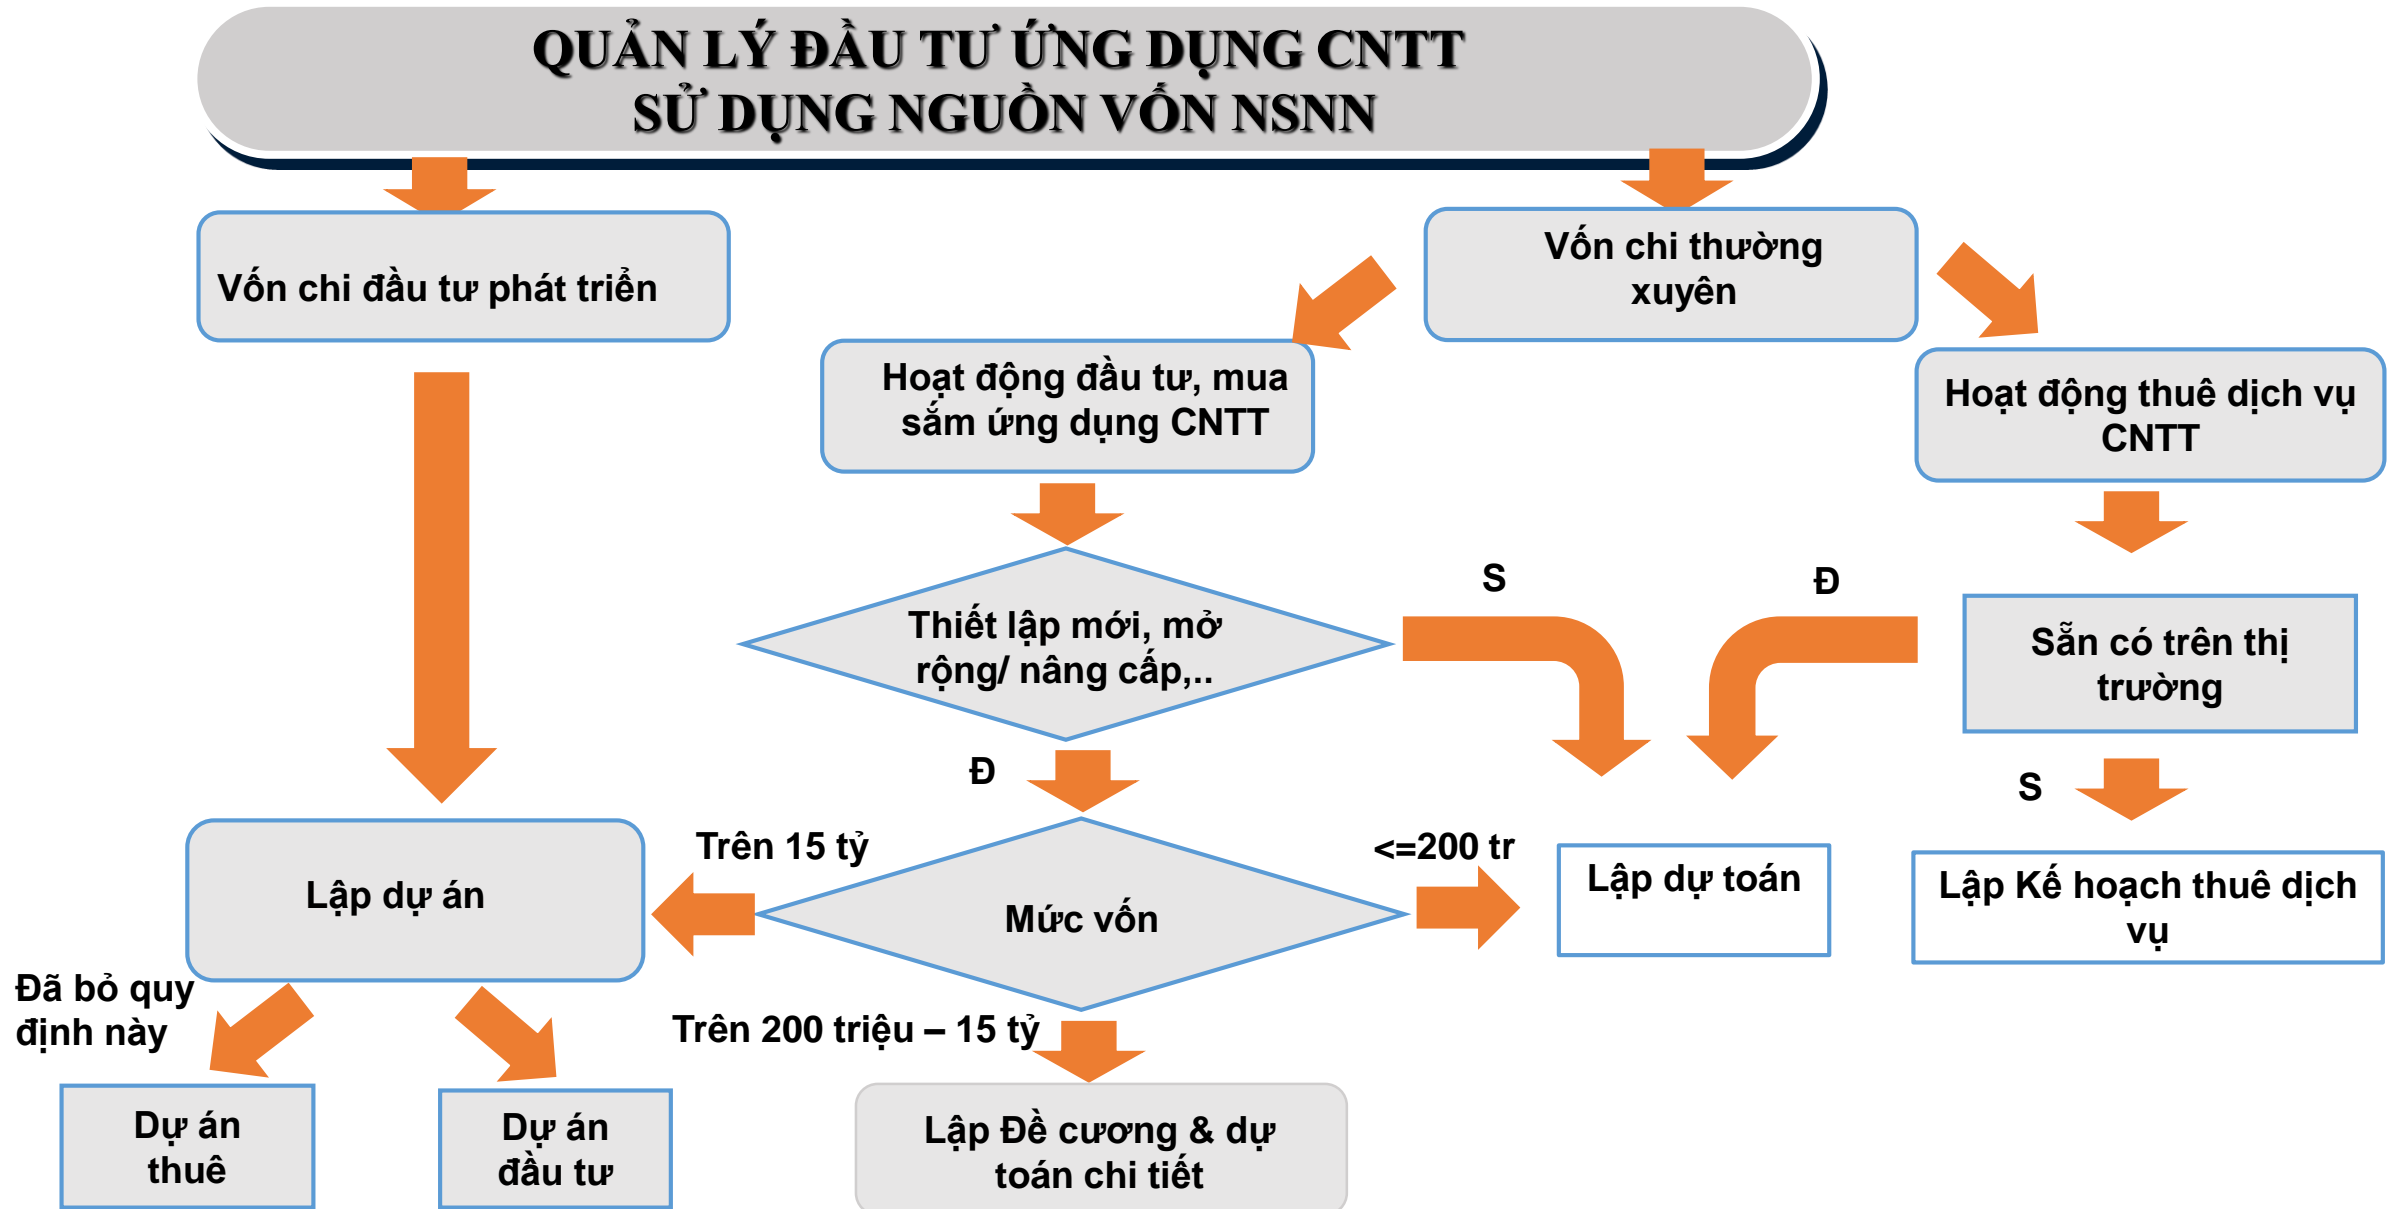 QUẢN LÝ ĐẦU TƯ ỨNG DỤNG CNTT
SỬ DỤNG NGUỒN VỐN NSNN
Vốn chi đầu tư phát triển
Vốn chi thường
xuyên
Hoạt động đầu tư, mua
sắm ứng dụng CNTT
Hoạt động thuê dịch vụ
CNTT
S
Đ
Thiết lập mới, mở
rộng/ nâng cấp,..
Sẵn có trên thị
trường
Đ
S
Trên 15 tỷ
<=200 tr
Lập dự án
Mức vốn
Lập dự toán
Lập Kế hoạch thuê dịch
vụ
Đã bỏ quy
định này
Trên 200 triệu – 15 tỷ
Dự án
thuê
Dự án
đầu tư
Lập Đề cương & dự
toán chi tiết